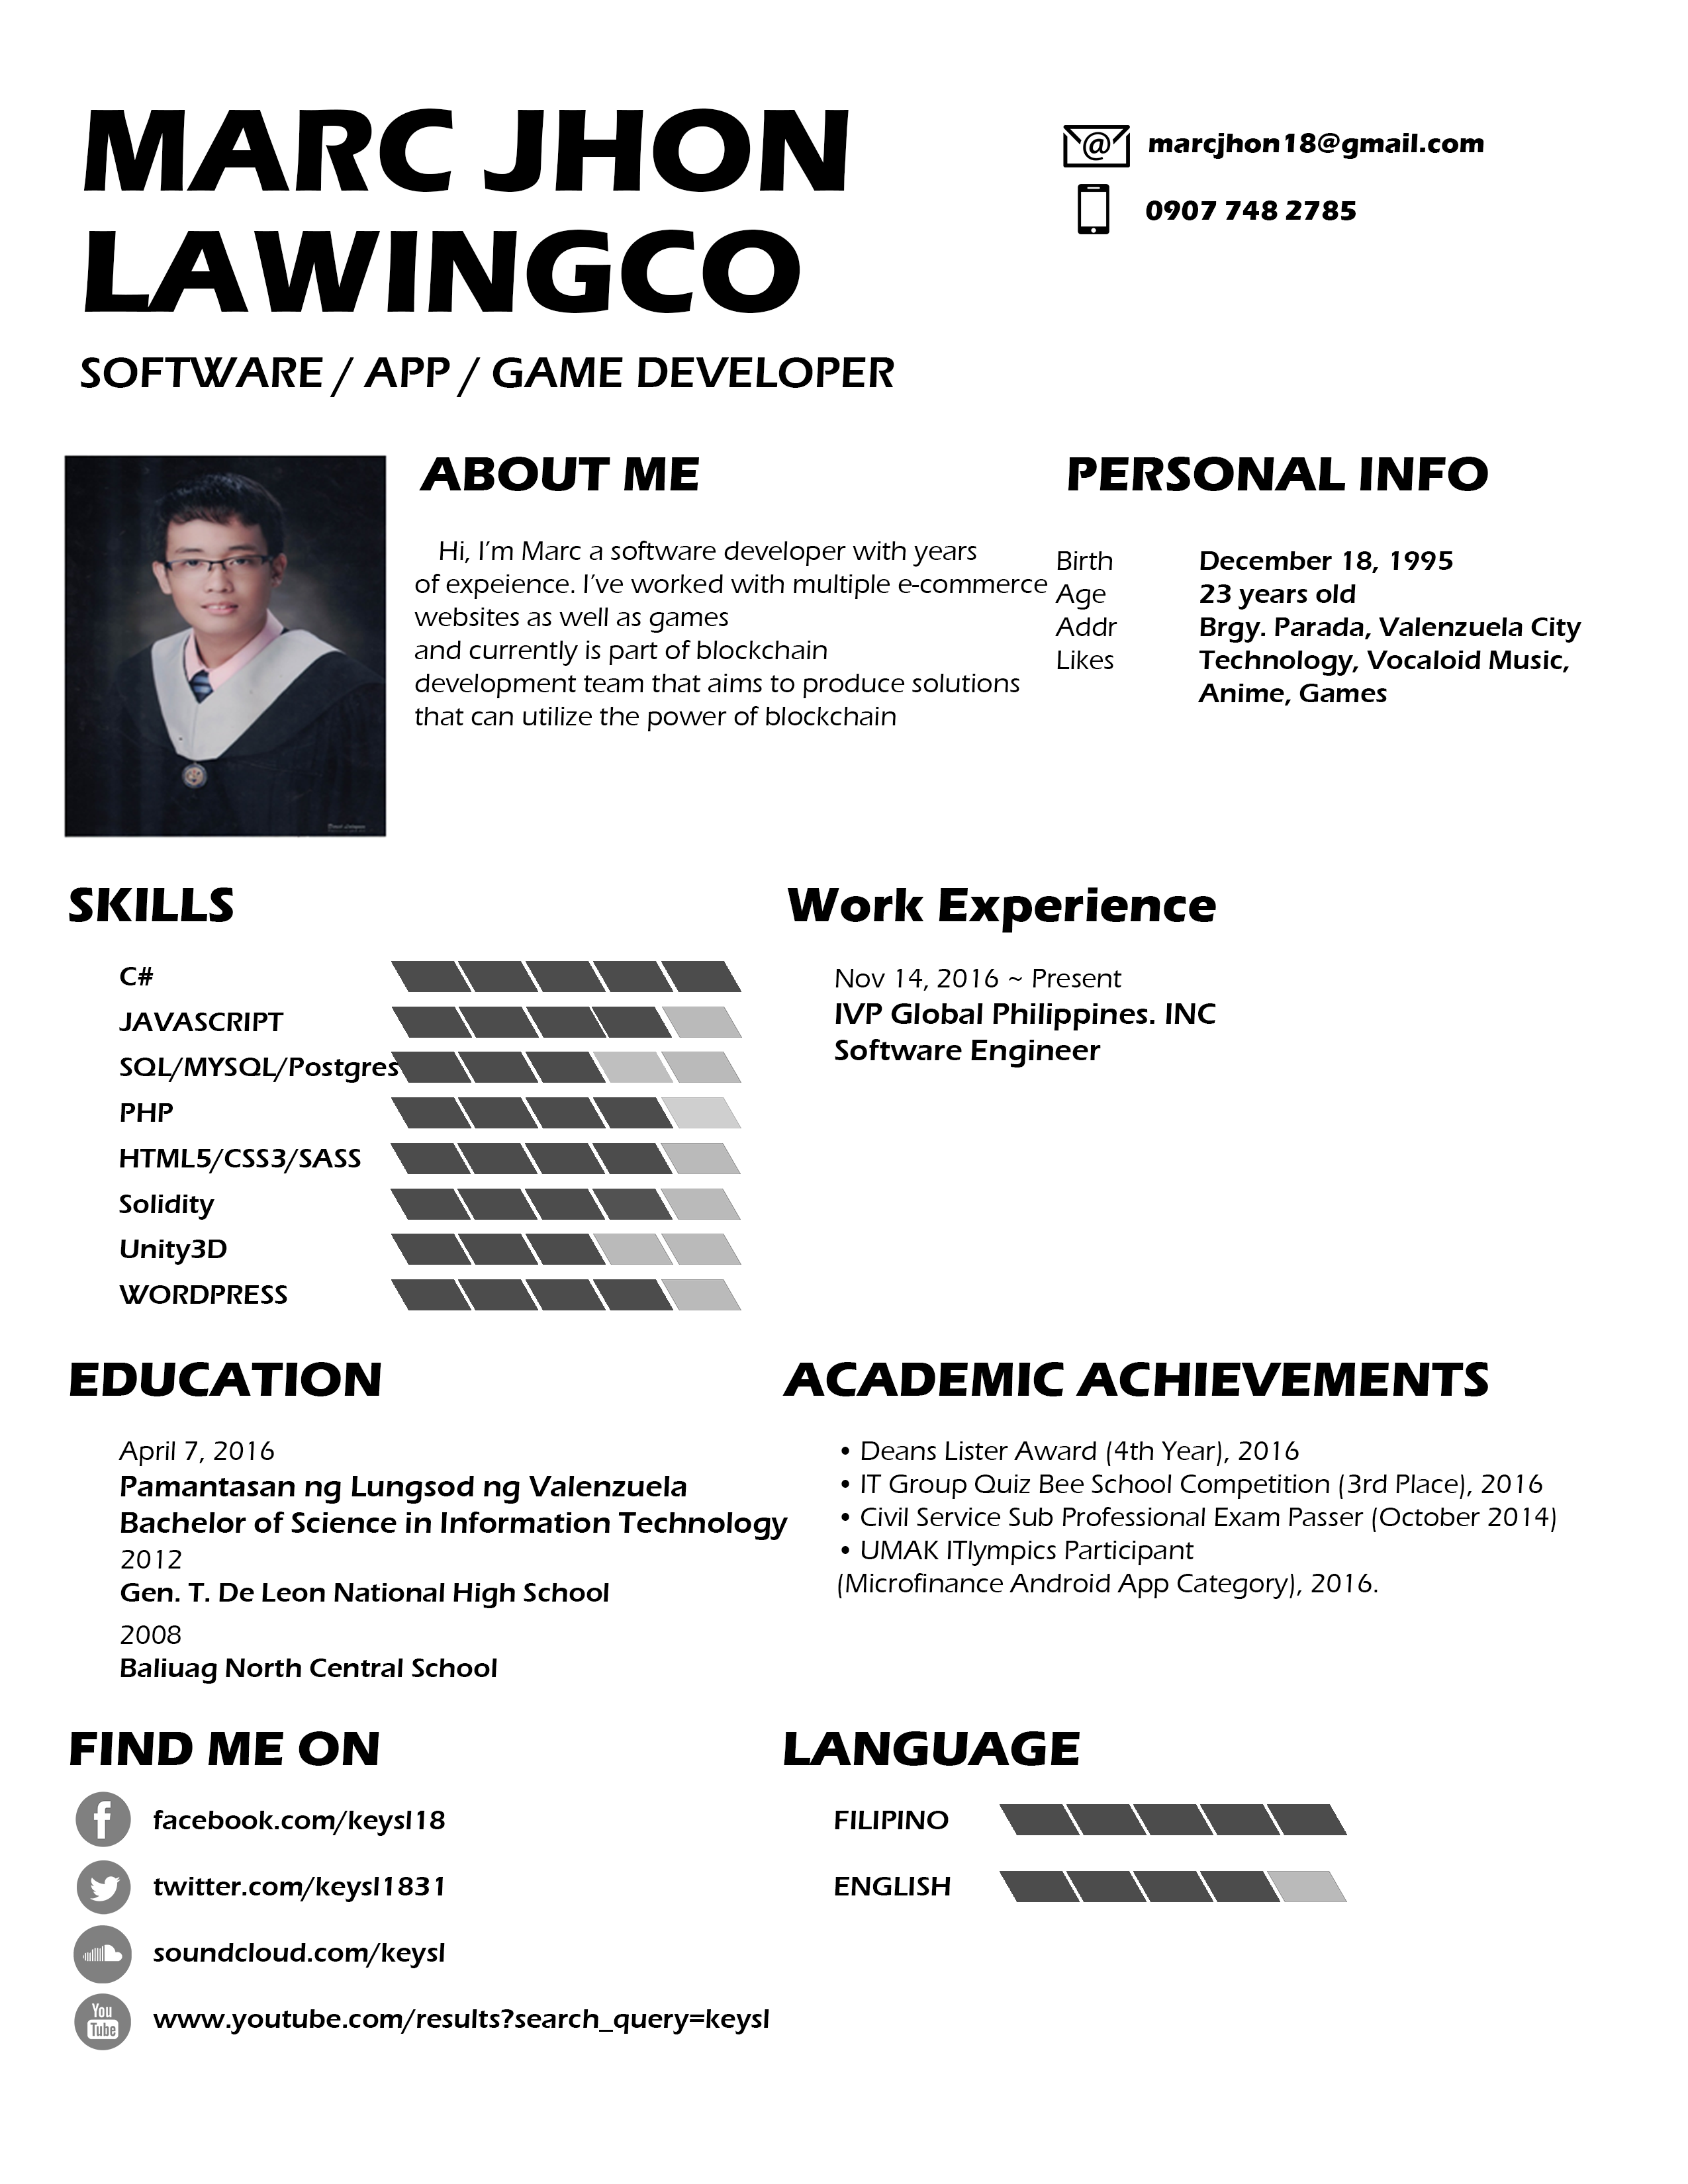 MARC JHON
LAWINGCO
SOFTWARE / APP / GAME DEVELOPER
marcjhon18@gmail.com
0907 748 2785
ABOUT ME
Hi, I'm Marc a software developer with years
of expeience. I've worked with multiple e-commerce
websites as well as games
and currently is part of blockchain
development team that aims to produce solutions
that can utilize the power of blockchain
PERSONAL INFO
Birth December 18, 1995
Age 23 years old
Addr Brgy. Parada, Valenzuela City
Likes Technology, Vocaloid Music,
Anime, Games
SKILLS
C#
JAVASCRIPT
SQL/MYSQL/Postgres
PHP
HTML5/CSS3/SASS
Solidity
Unity3D
WORDPRESS
Work Experience
Nov 14, 2016 ~ Present
IVP Global Philippines. INC
Software Engineer
EDUCATION
April 7, 2016
Pamantasan ng Lungsod ng Valenzuela
Bachelor of Science in Information Technology
2012
Gen. T. De Leon National High School
2008
Baliuag North Central School
ACADEMIC ACHIEVEMENTS
• Deans Lister Award (4th Year), 2016
• IT Group Quiz Bee School Competition (3rd Place), 2016
• Civil Service Sub Professional Exam Passer (October 2014)
• UMAK ITlympics Participant
(Microfinance Android App Category), 2016.
FIND ME ON
facebook.com/keysl18
twitter.com/keysl1831
soundcloud.com/keysl
You
Tube
www.youtube.com/results?search_query=keysl
LANGUAGE
FILIPINO
ENGLISH